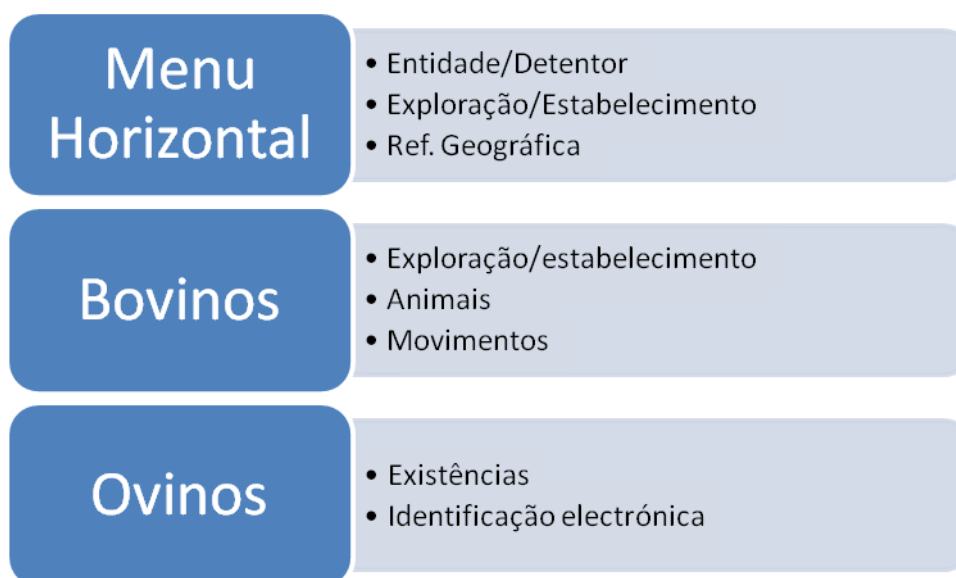 Menu
Horizontal
• Entidade/Detentor
• Exploração/Estabelecimento
• Ref. Geográfica
Bovinos
• Exploração/estabelecimento
• Animais
• Movimentos
Ovinos
• Existências
• Identificação electrónica